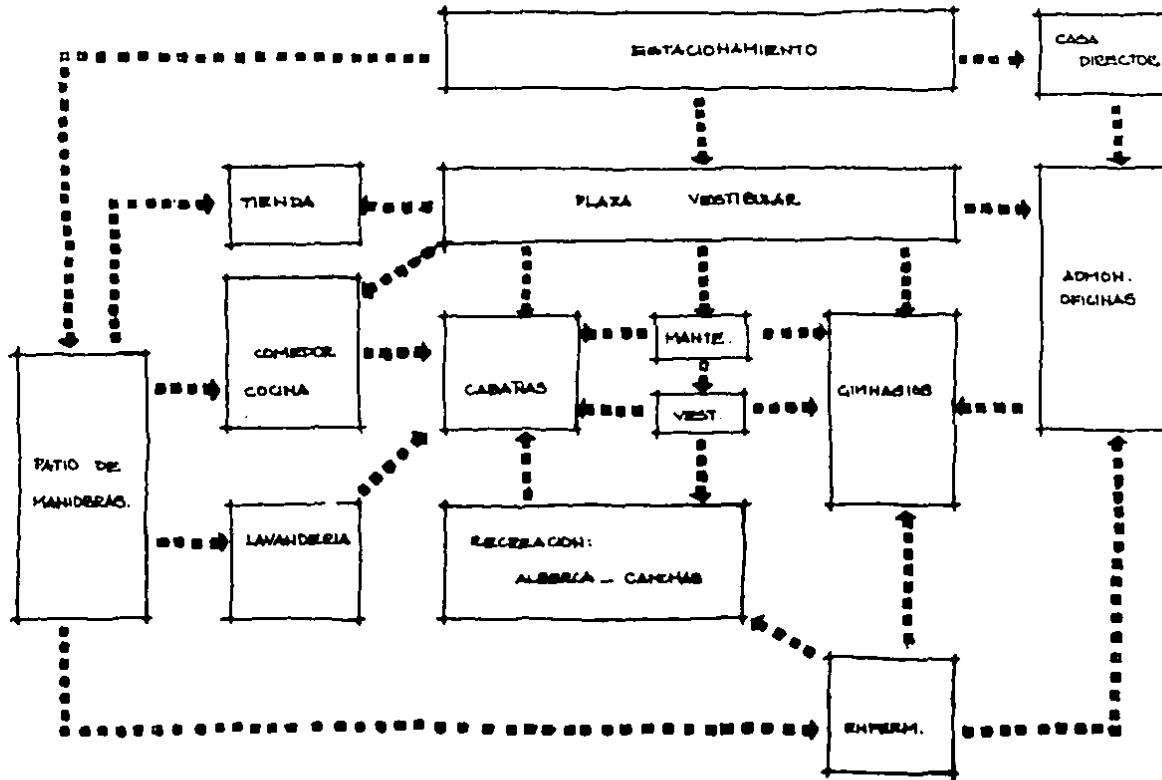 ESTACIONAMIENTO
CASA
DIRECTOR
TIENDA
PLAZA VESTIBULAR
ADMON.
OFICINAS
COMEDOR
COCINA
CABAÑAS
MANTE.
VEST.
GIMNASIOS
PATIO DE
MANIOBRAS.
LAVANDERIA
RECREACION:
ALBERCA - CANCHAS
ENFERM.